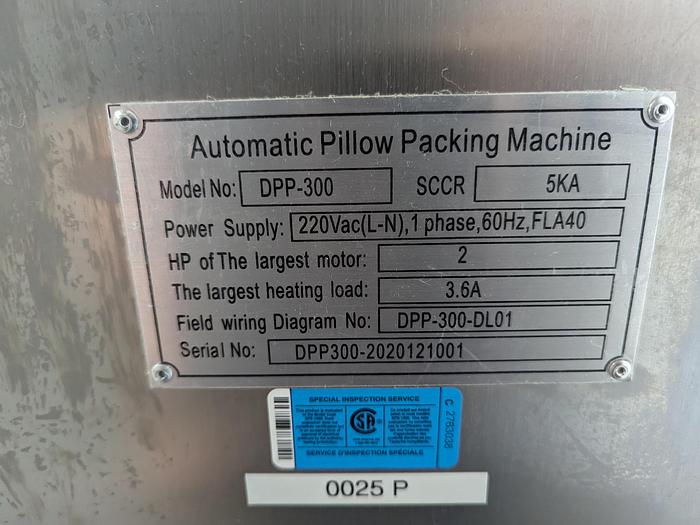 Automatic Pillow Packing Machine
Model No: DPP-300 SCCR 5KA
Power Supply: 220Vac(L-N),1 phase,60Hz,FLA40
HP of The largest motor: 2
The largest heating load: 3.6A
Field wiring Diagram No: DPP-300-DL01
Serial No: DPP300-2020121001
SPECIAL INSPECTION SERVICE
SERVICE D'INSPECTION SPÉCIALE
C 2763038
0025 P